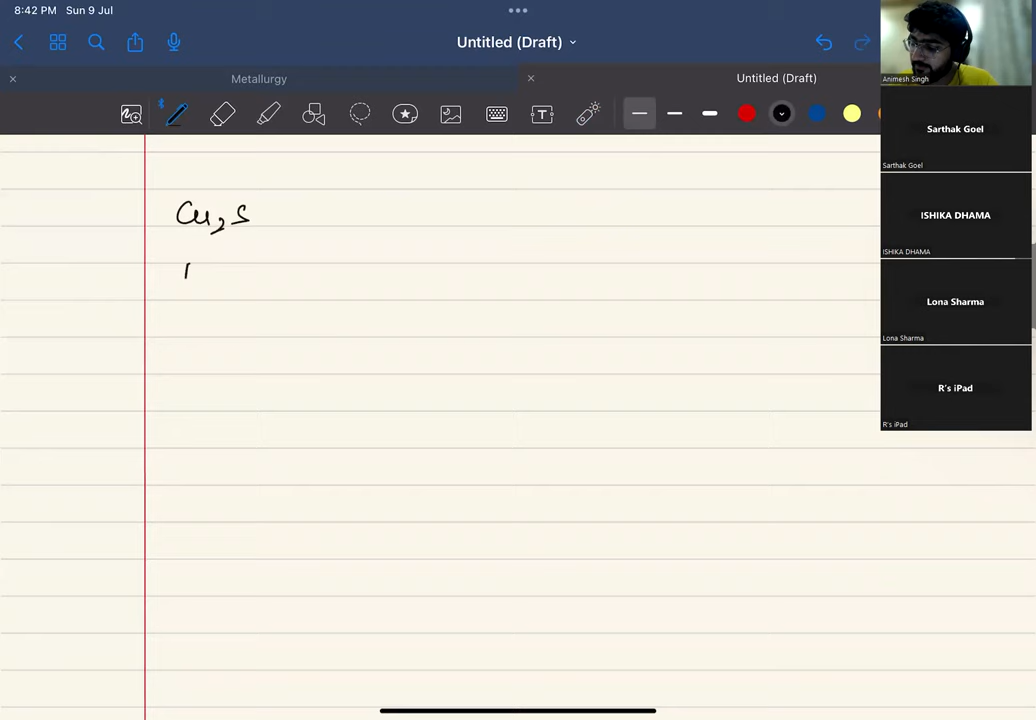 8:42 PM Sun 9 Jul
Untitled (Draft)
Metallurgy
Untitled (Draft)
Animesh Singh
Sarthak Goel
Sarthak Goel
ISHIKA DHAMA
ISHIKA DHAMA
Lona Sharma
Lona Sharma
R's iPad
R's iPad
Cu₂S